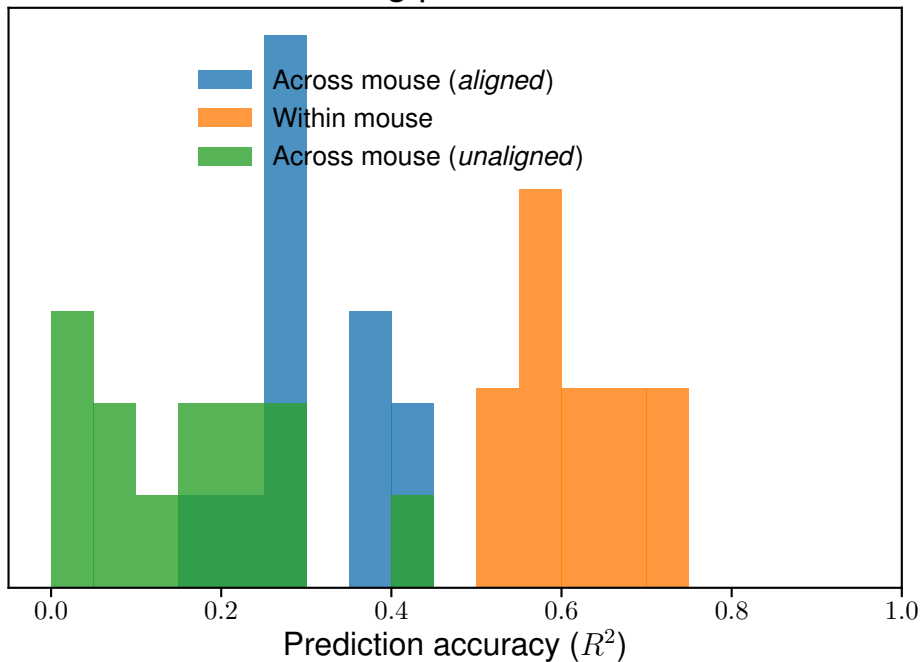 Across mouse (aligned)
Within mouse
Across mouse (unaligned)
0.0 0.2 0.4 0.6 0.8 1.0
Prediction accuracy (R²)